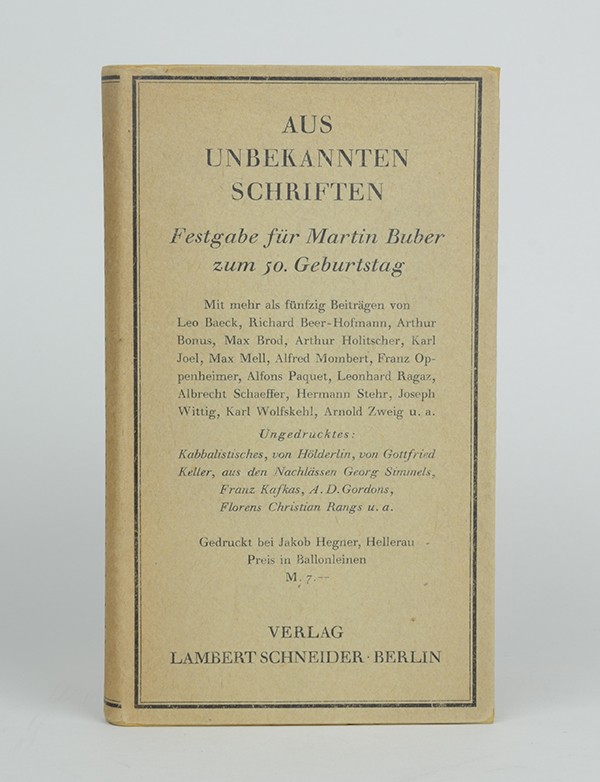 AUS
UNBEKANNTEN
SCHRIFTEN
Festgabe für Martin Buber
zum 50. Geburtstag
Mit mehr als fünfzig Beiträgen von
Leo Baeck, Richard Beer-Hofmann, Arthur
Bonus, Max Brod, Arthur Holitscher, Karl
Joel, Max Mell, Alfred Mombert, Franz Op-
penheimer, Alfons Paquet, Leonhard Ragaz,
Albrecht Schaeffer, Hermann Stehr, Joseph
Wittig, Karl Wolfskehl, Arnold Zweig u. a.
Ungedrucktes:
Kabbalistisches, von Hölderlin, von Gottfried
Keller, aus den Nachlässen Georg Simmels,
Franz Kafkas, A. D. Gordons,
Florens Christian Rangs u. a.
Gedruckt bei Jakob Hegner, Hellerau
Preis in Ballonleinen
M. 7.—
VERLAG
LAMBERT SCHNEIDER · BERLIN